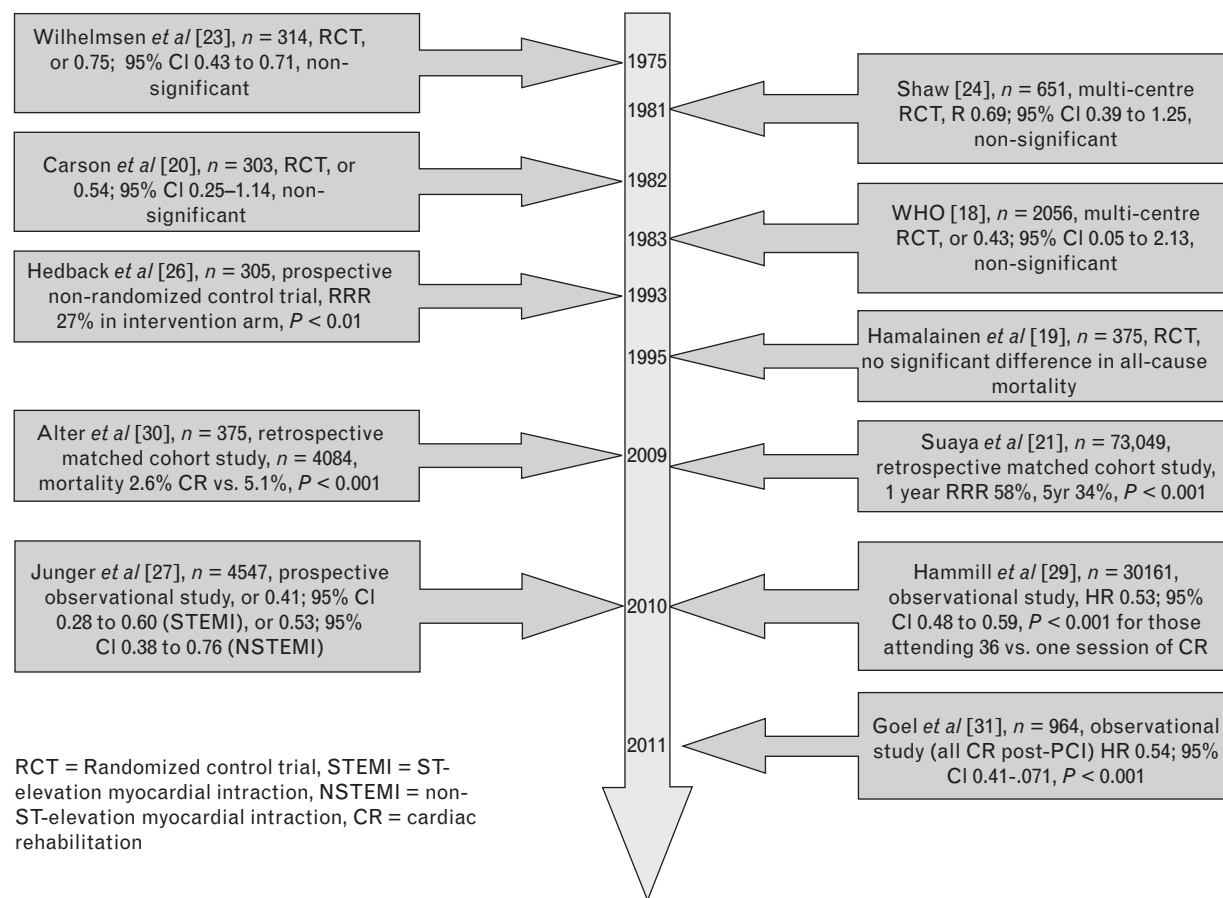 Wilhelmsen et al [23], n = 314, RCT,
or 0.75; 95% CI 0.43 to 0.71, non-
significant
1975
Shaw [24], n = 651, multi-centre
RCT, R 0.69; 95% CI 0.39 to 1.25,
non-significant
1981
Carson et al [20], n = 303, RCT, or
0.54; 95% CI 0.25–1.14, non-
significant
1982
WHO [18], n = 2056, multi-centre
RCT, or 0.43; 95% CI 0.05 to 2.13,
non-significant
1983
Hedback et al [26], n = 305, prospective
non-randomized control trial, RRR
27% in intervention arm, P < 0.01
1993
Hamalainen et al [19], n = 375, RCT,
no significant difference in all-cause
mortality
1995
Alter et al [30], n = 375, retrospective
matched cohort study, n = 4084,
mortality 2.6% CR vs. 5.1%, P < 0.001
2009
Suaya et al [21], n = 73,049,
retrospective matched cohort study,
1 year RRR 58%, 5yr 34%, P < 0.001
Junger et al [27], n = 4547, prospective
observational study, or 0.41; 95% CI
0.28 to 0.60 (STEMI), or 0.53; 95%
CI 0.38 to 0.76 (NSTEMI)
2010
Hammill et al [29], n = 30161,
observational study, HR 0.53; 95%
CI 0.48 to 0.59, P < 0.001 for those
attending 36 vs. one session of CR
2011
Goel et al [31], n = 964, observational
study (all CR post-PCI) HR 0.54; 95%
CI 0.41-.071, P < 0.001
RCT = Randomized control trial, STEMI = ST-
elevation myocardial intraction, NSTEMI = non-
ST-elevation myocardial intraction, CR = cardiac
rehabilitation